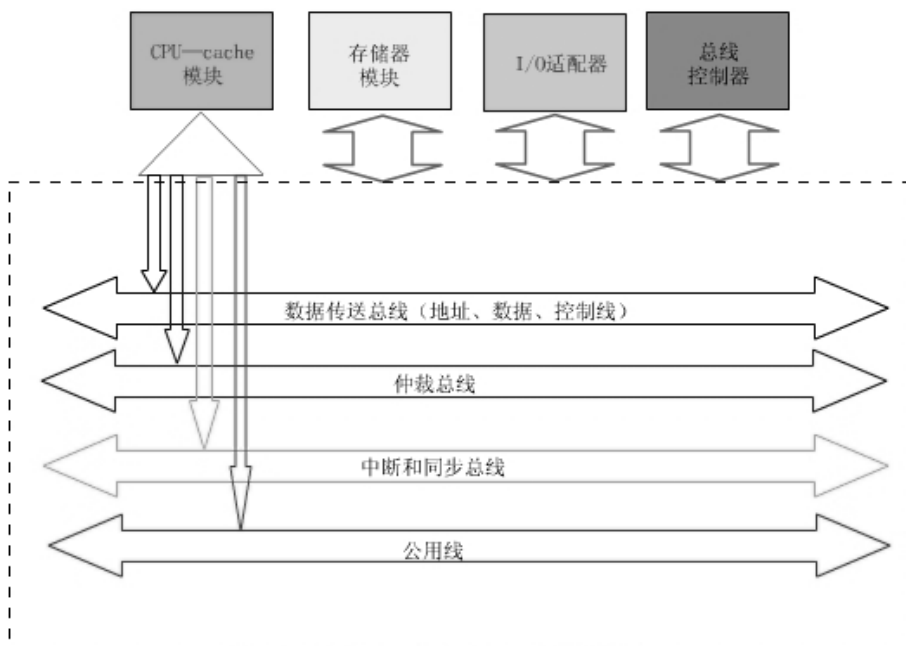 CPU—cache
模块
存储器
模块
I/O适配器
总线
控制器
数据传送总线（地址、数据、控制线）
仲裁总线
中断和同步总线
公用线